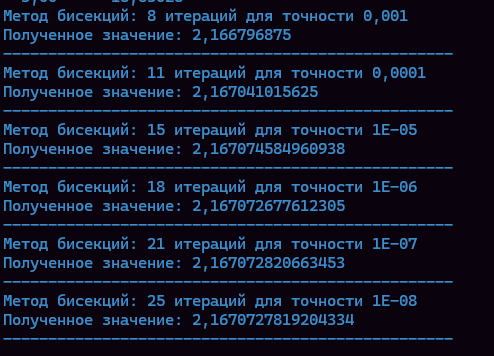 Метод бисекций: 8 итераций для точности 0,001
Полученное значение: 2,166796875
--------------------------------------------------
Метод бисекций: 11 итераций для точности 0,0001
Полученное значение: 2,167041015625
--------------------------------------------------
Метод бисекций: 15 итераций для точности 1E-05
Полученное значение: 2,167074584960938
--------------------------------------------------
Метод бисекций: 18 итераций для точности 1E-06
Полученное значение: 2,167072677612305
--------------------------------------------------
Метод бисекций: 21 итераций для точности 1E-07
Полученное значение: 2,167072820663453
--------------------------------------------------
Метод бисекций: 25 итераций для точности 1E-08
Полученное значение: 2,1670727819204334
--------------------------------------------------